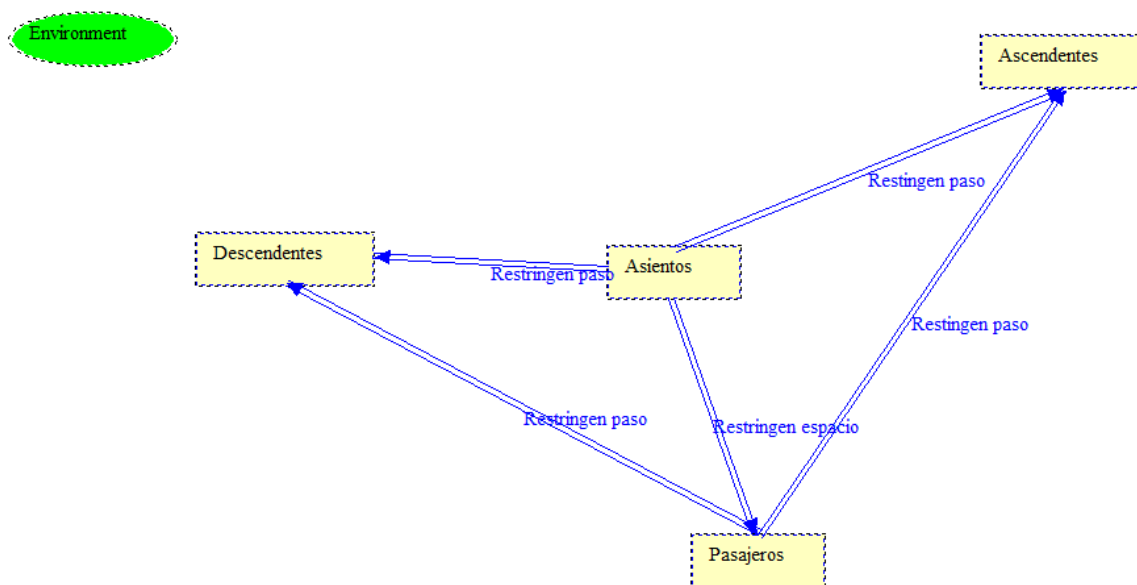 Environment
Ascendentes
Restingen paso
Descendentes
Asientos
Restringen paso
Restingen paso
Restringen paso
Restringen espacio
Pasajeros